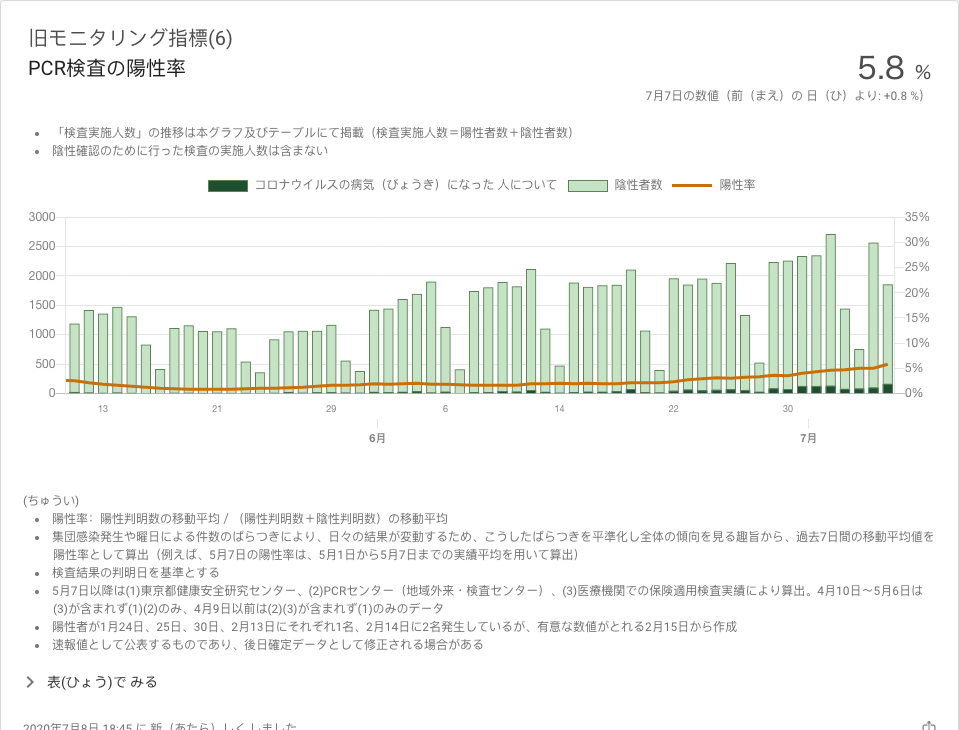 旧モニタリング指標(6)
PCR検査の陽性率
5.8 %
7月7日の数値（前（まえ）の 日（ひ）より: +0.8 %）
「検査実施人数」の推移は本グラフ及びテーブルにて掲載（検査実施人数＝陽性者数＋陰性者数）
陰性確認のために行った検査の実施人数は含まない
コロナウイルスの病気（びょうき）になった 人について 陰性者数 陽性率
3000 35%
2500 30%
2000 25%
1500 20%
1000 15%
500 10%
0 5%
0%
13 21 29 6 14 22 30
6月 7月
(ちゅうい)
陽性率：陽性判明数の移動平均 / （陽性判明数＋陰性判明数）の移動平均
集団感染発生や曜日による件数のばらつきにより、日々の結果が変動するため、こうしたばらつきを平準化し全体の傾向を見る趣旨から、過去7日間の移動平均値を
陽性率として算出（例えば、5月7日の陽性率は、5月1日から5月7日までの実績平均を用いて算出）
検査結果の判明日を基準とする
5月7日以降は(1)東京都健康安全研究センター、(2)PCRセンター（地域外来・検査センター）、(3)医療機関での保険適用検査実績により算出。4月10日～5月6日は
(3)が含まれず(1)(2)のみ、4月9日以前は(2)(3)が含まれず(1)のみのデータ
陽性者が1月24日、25日、30日、2月13日にそれぞれ1名、2月14日に2名発生しているが、有意な数値がとれる2月15日から作成
速報値として公表するものであり、後日確定データとして修正される場合がある
表(ひょう)で みる
2020年7月8日 18:45 に 新（あたら）しく しました